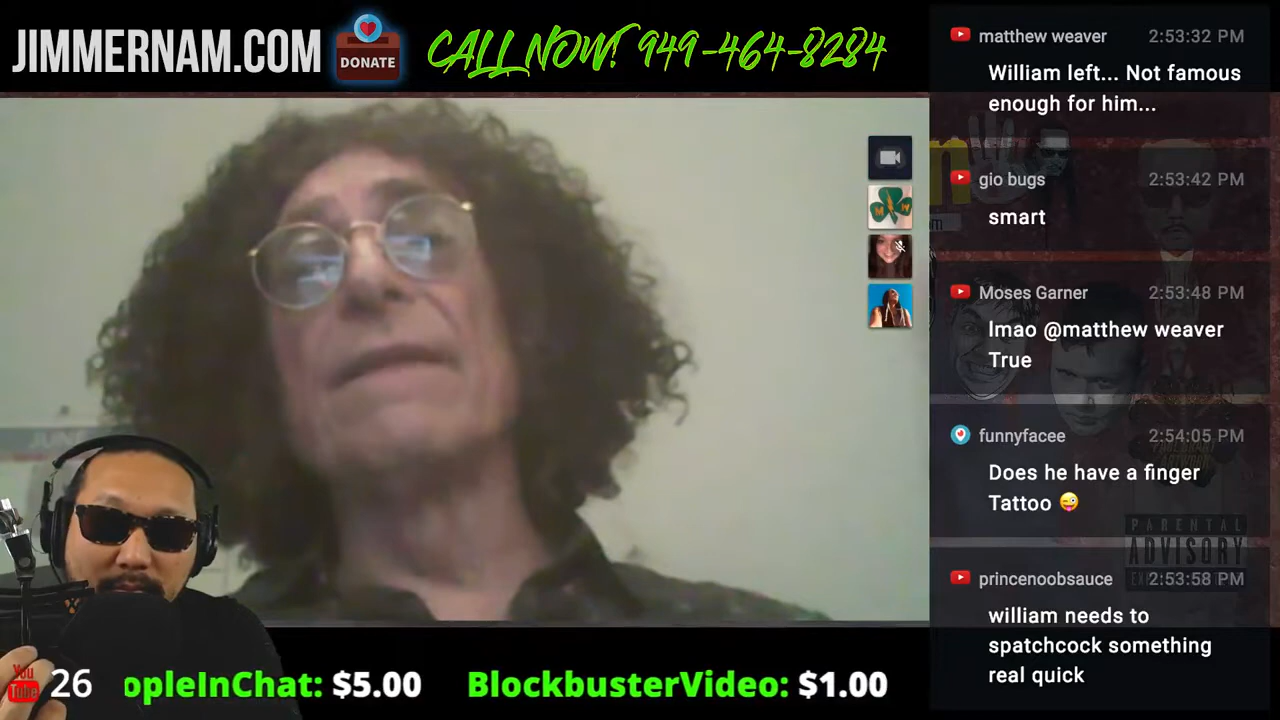 JIMMERNAM.COM
DONATE
CALL NOW! 949-464-8284
matthew weaver 2:53:32 PM
William left... Not famous
enough for him...
gio bugs 2:53:42 PM
smart
Moses Garner 2:53:48 PM
lmao @matthew weaver
True
funnyfacee 2:54:05 PM
Does he have a finger
Tattoo 😜
PARENTAL
ADVISORY
princenoobsauce 2:53:58 PM
william needs to
spatchcock something
real quick
You
Tube
26
opleInChat: $5.00
BlockbusterVideo: $1.00